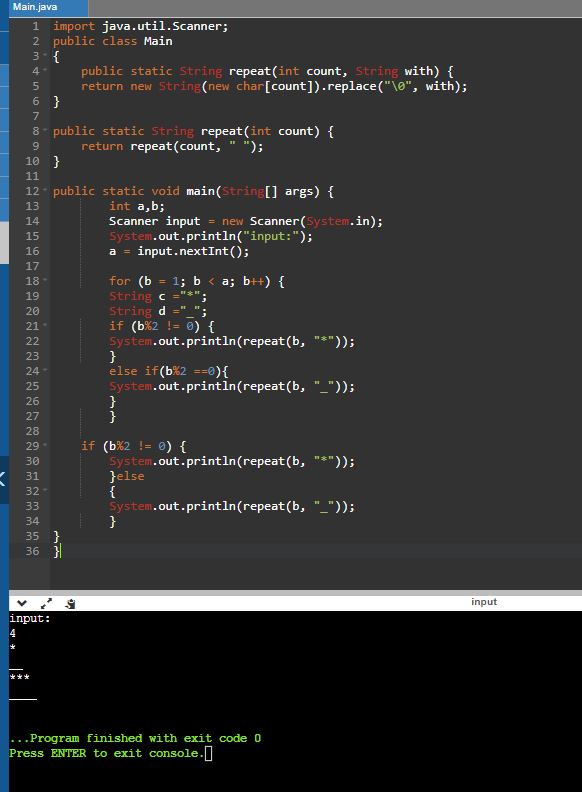 Main.java
1 import java.util.Scanner;
2 public class Main
3 {
4     public static String repeat(int count, String with) {
5     return new String(new char[count]).replace("\0", with);
6 }
7
8 public static String repeat(int count) {
9     return repeat(count, " ");
10 }
11
12 public static void main(String[] args) {
13         int a,b;
14         Scanner input = new Scanner(System.in);
15         System.out.println("input:");
16         a = input.nextInt();
17
18         for (b = 1; b < a; b++) {
19         String c ="*";
20         String d ="_";
21         if (b%2 != 0) {
22         System.out.println(repeat(b, "*"));
23         }
24         else if(b%2 ==0){
25         System.out.println(repeat(b, "_"));
26         }
27         }
28
29     if (b%2 != 0) {
30         System.out.println(repeat(b, "*"));
31         }else
32         {
33         System.out.println(repeat(b, "_"));
34         }
35 }
36 }
input
input:
4
*
__
***
____
...Program finished with exit code 0
Press ENTER to exit console.